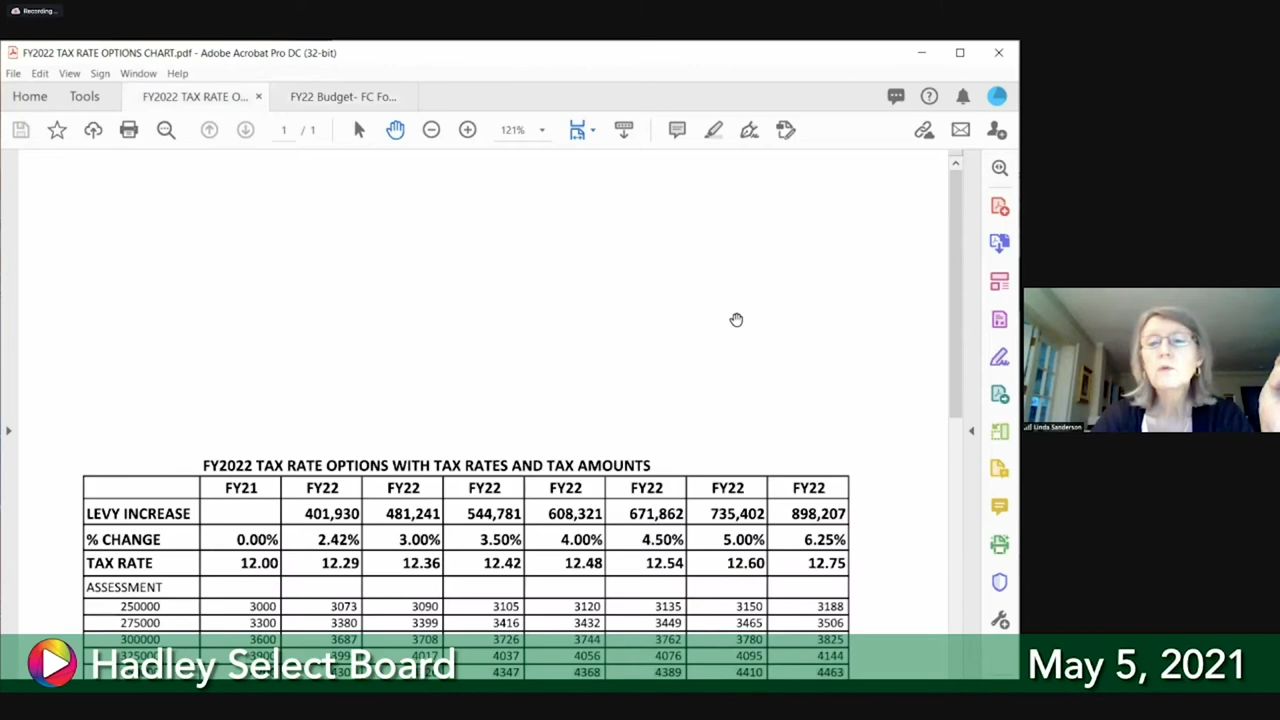 Recording...
FY2022 TAX RATE OPTIONS CHART.pdf - Adobe Acrobat Pro DC (32-bit)
File Edit View Sign Window Help
Home Tools FY2022 TAX RATE O... × FY22 Budget- FC Fo...
1 / 1 121%
FY2022 TAX RATE OPTIONS WITH TAX RATES AND TAX AMOUNTS
FY21 FY22 FY22 FY22 FY22 FY22 FY22 FY22
LEVY INCREASE 401,930 481,241 544,781 608,321 671,862 735,402 898,207
% CHANGE 0.00% 2.42% 3.00% 3.50% 4.00% 4.50% 5.00% 6.25%
TAX RATE 12.00 12.29 12.36 12.42 12.48 12.54 12.60 12.75
ASSESSMENT
250000 3000 3073 3090 3105 3120 3135 3150 3188
275000 3300 3380 3399 3416 3432 3449 3465 3506
300000 3600 3687 3708 3726 3744 3762 3780 3825
4037 4056 4076 4095 4144
4347 4368 4389 4410 4463
Linda Sanderson
Hadley Select Board
May 5, 2021